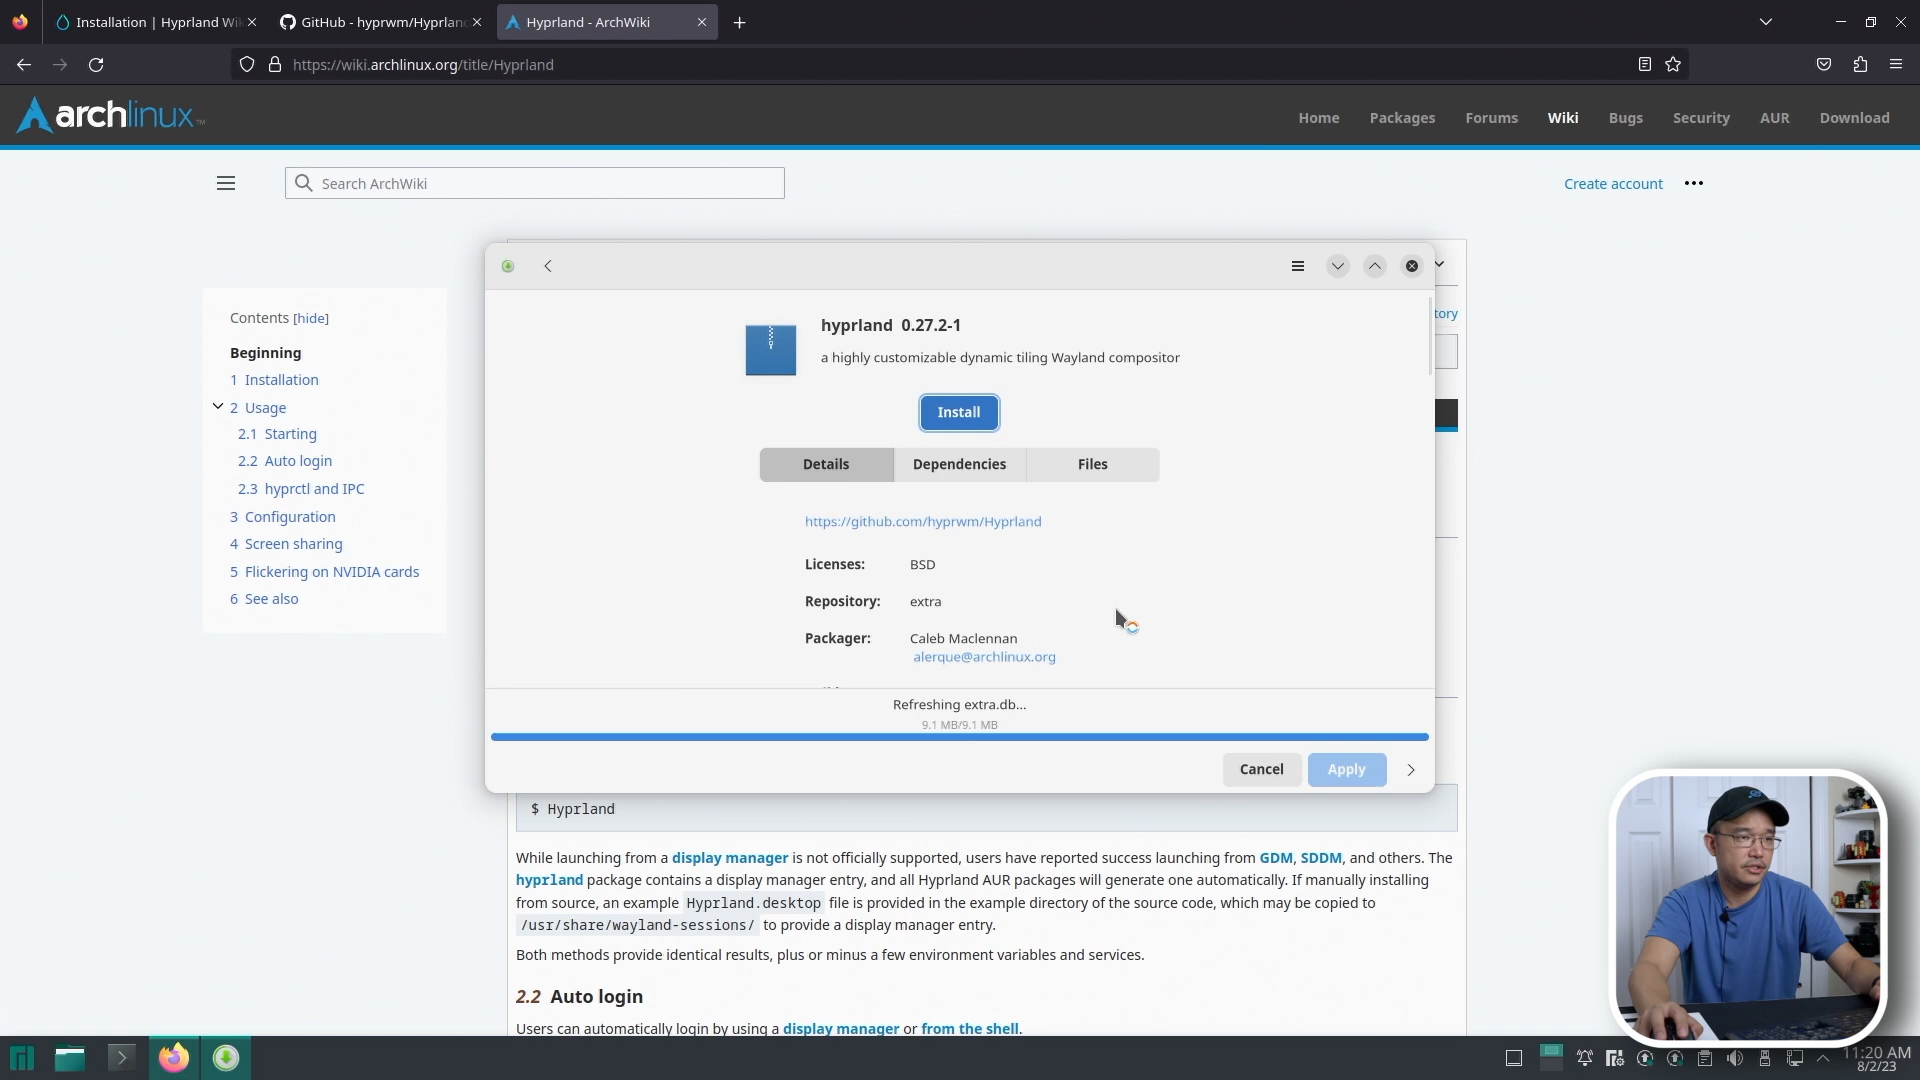 Installation | Hyprland Wi
GitHub - hyprwm/Hyprlan
Hyprland - ArchWiki
https://wiki.archlinux.org/title/Hyprland
archlinux
TM
Home
Packages
Forums
Wiki
Bugs
Security
AUR
Download
Search ArchWiki
Create account
Contents [hide]
Beginning
1 Installation
2 Usage
2.1 Starting
2.2 Auto login
2.3 hyprctl and IPC
3 Configuration
4 Screen sharing
5 Flickering on NVIDIA cards
6 See also
tory
hyprland 0.27.2-1
a highly customizable dynamic tiling Wayland compositor
Install
Details
Dependencies
Files
https://github.com/hyprwm/Hyprland
Licenses: BSD
Repository: extra
Packager: Caleb Maclennan
alerque@archlinux.org
Refreshing extra.db...
9.1 MB/9.1 MB
Cancel
Apply
$ Hyprland
While launching from a display manager is not officially supported, users have reported success launching from GDM, SDDM, and others. The
hyprland package contains a display manager entry, and all Hyprland AUR packages will generate one automatically. If manually installing
from source, an example Hyprland.desktop file is provided in the example directory of the source code, which may be copied to
/usr/share/wayland-sessions/ to provide a display manager entry.
Both methods provide identical results, plus or minus a few environment variables and services.
2.2 Auto login
Users can automatically login by using a display manager or from the shell.
11:20 AM
8/2/23